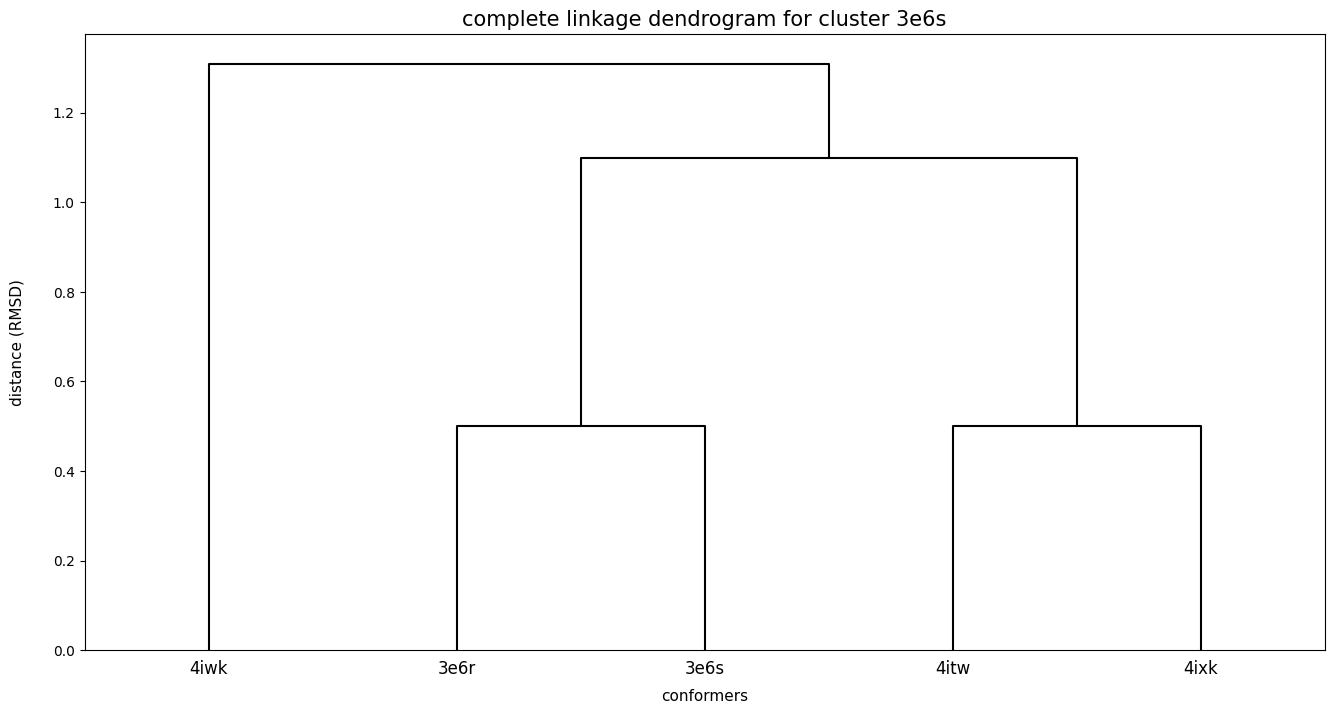 complete linkage dendrogram for cluster 3e6s
distance (RMSD)
1.2
1.0
0.8
0.6
0.4
0.2
0.0
4iwk 3e6r 3e6s 4itw 4ixk
conformers